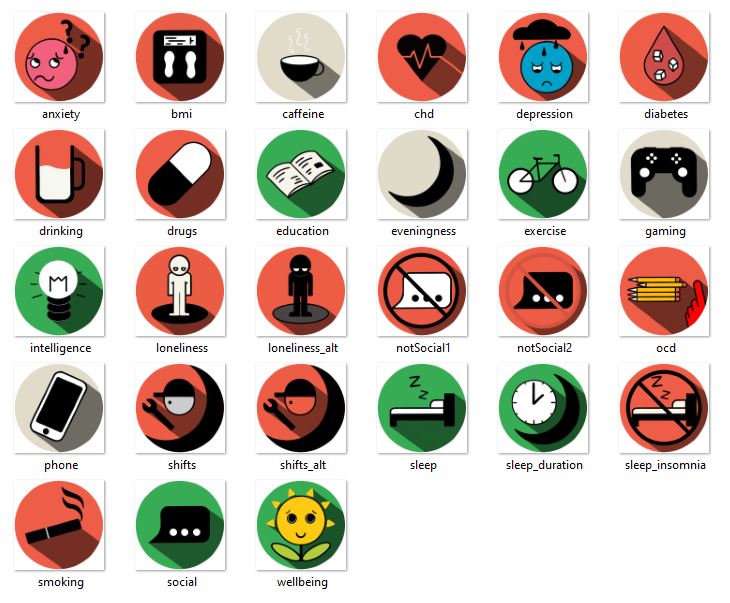 ? ? ?
anxiety
bmi
caffeine
chd
depression
diabetes
drinking
drugs
education
eveningness
exercise
gaming
intelligence
loneliness
loneliness_alt
notSocial1
notSocial2
ocd
phone
shifts
shifts_alt
Z Z
sleep
sleep_duration
Z Z
sleep_insomnia
smoking
social
wellbeing